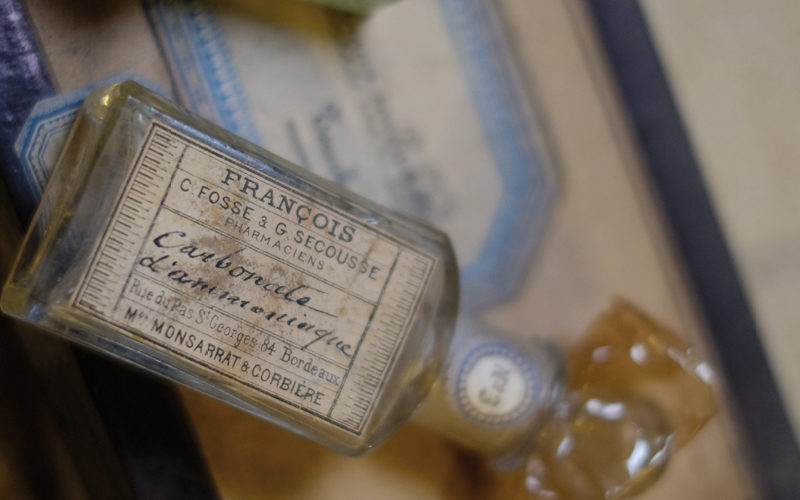 FRANÇOIS
C. FOSSE & G. SECOUSSE
PHARMACIENS
Carbonate
d'ammoniaque
Rue du Pas St Georges 84 Bordeaux
Mon MONSARRAT & CORBIÈRE